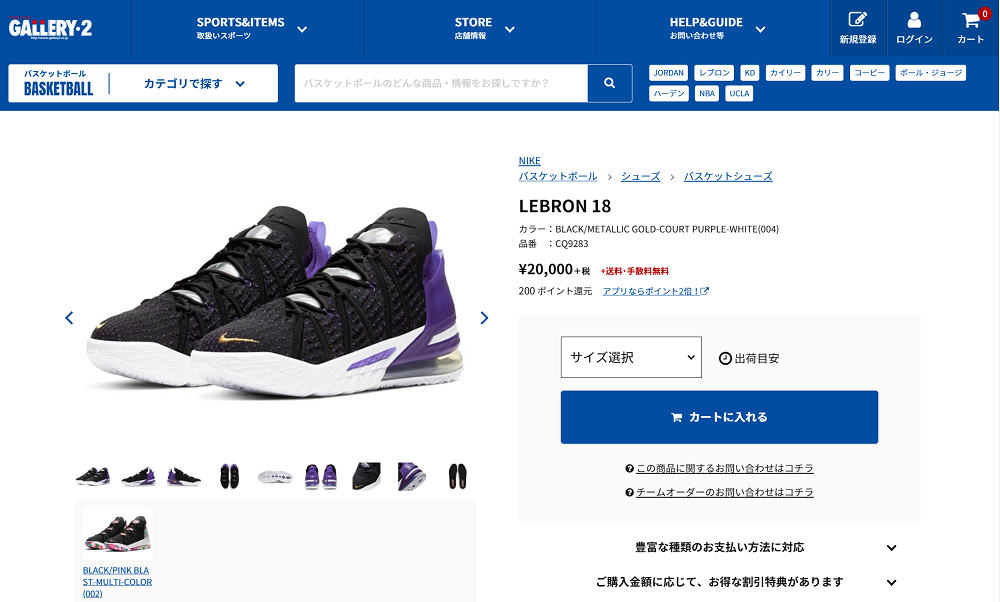 GALLERY・2
SPORTS&ITEMS
取扱いスポーツ
STORE
店舗情報
HELP&GUIDE
お問い合わせ等
新規登録
ログイン
0
カート
バスケットボール
BASKETBALL
カテゴリで探す
バスケットボールのどんな商品・情報をお探しですか？
JORDAN
レブロン
KD
カイリー
カリー
コービー
ポール・ジョージ
ハーデン
NBA
UCLA
NIKE
バスケットボール
シューズ
バスケットシューズ
LEBRON 18
カラー：BLACK/METALLIC GOLD-COURT PURPLE-WHITE(004)
品番 ：CQ9283
¥20,000+税 +送料･手数料無料
200 ポイント還元 アプリならポイント2倍！
サイズ選択
出荷目安
カートに入れる
この商品に関するお問い合わせはコチラ
チームオーダーのお問い合わせはコチラ
BLACK/PINK BLA
ST-MULTI-COLOR
(002)
豊富な種類のお支払い方法に対応
ご購入金額に応じて、お得な割引特典があります